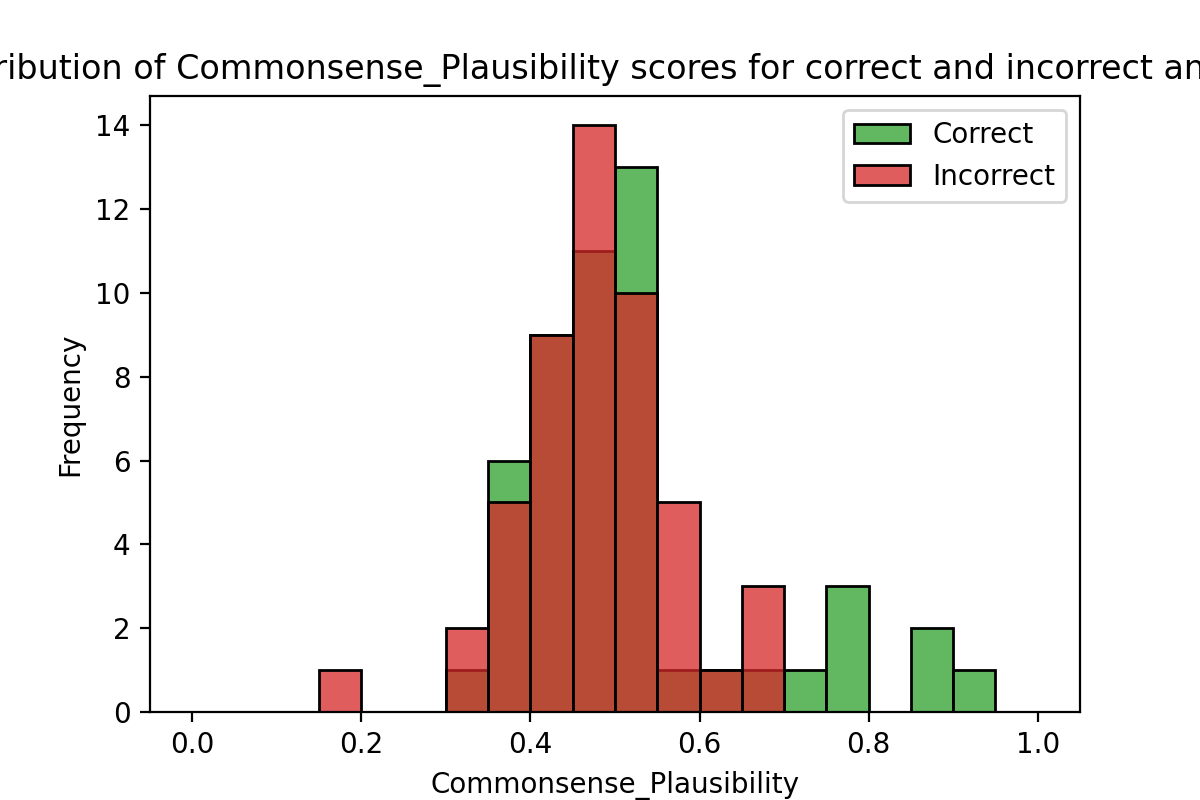 ribution of Commonsense_Plausibility scores for correct and incorrect an
Correct
Incorrect
14
12
10
8
6
4
2
0
Frequency
0.0 0.2 0.4 0.6 0.8 1.0
Commonsense_Plausibility